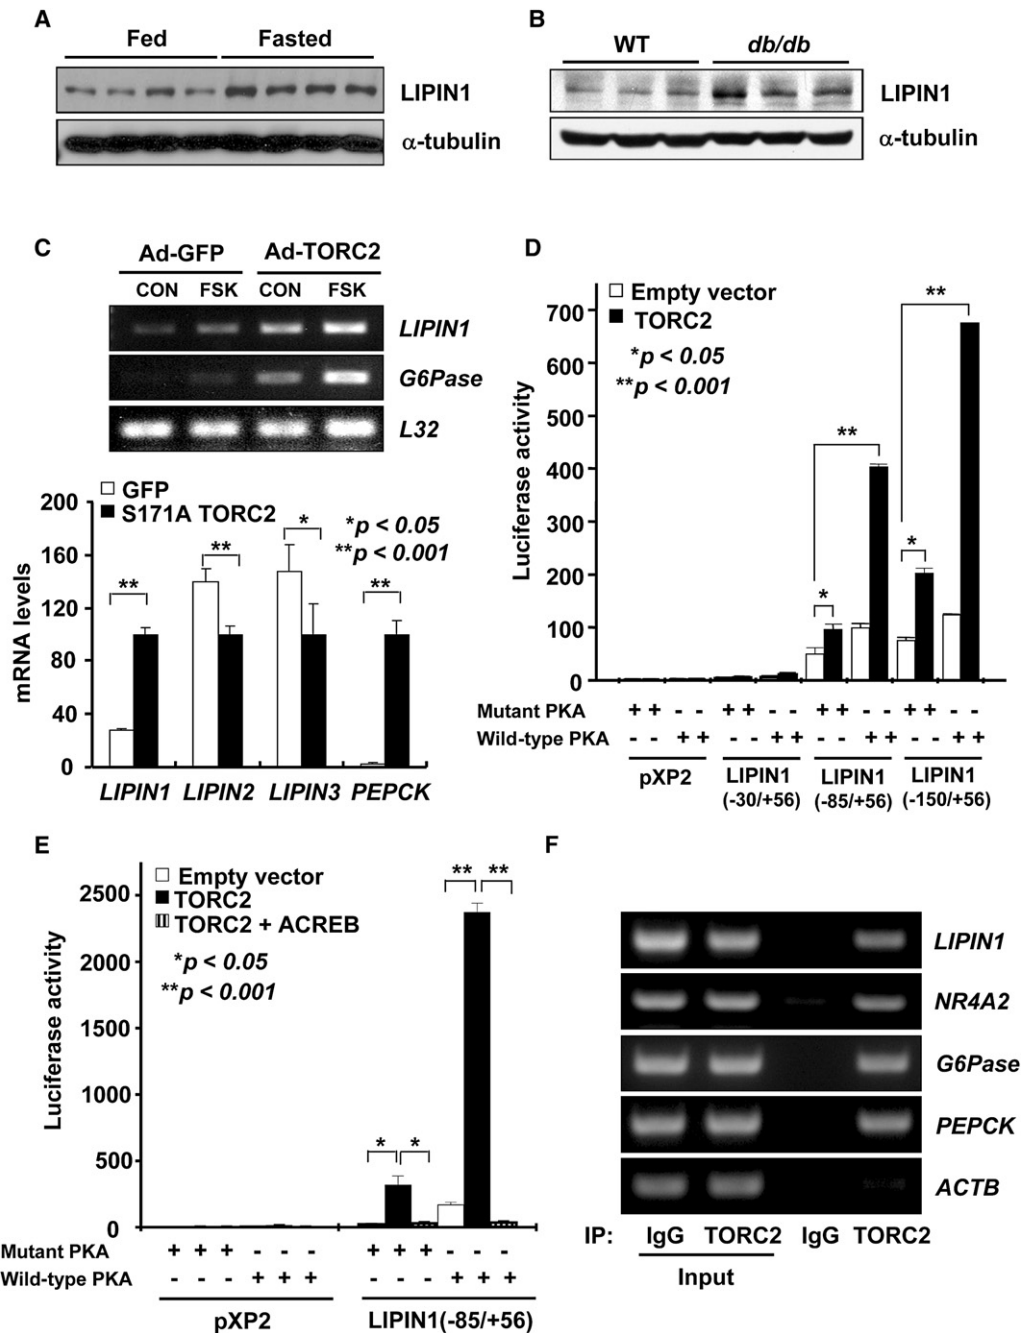 A
Fed Fasted
LIPIN1
α-tubulin
B
WT db/db
LIPIN1
α-tubulin
C
Ad-GFP Ad-TORC2
CON FSK CON FSK
LIPIN1
G6Pase
L32
GFP
S171A TORC2
*p < 0.05
**p < 0.001
mRNA levels
200
160
120
80
40
0
** ** * **
LIPIN1 LIPIN2 LIPIN3 PEPCK
D
Empty vector
TORC2
*p < 0.05
**p < 0.001
Luciferase activity
700
600
500
400
300
200
100
0
**
**
*
*
Mutant PKA + + - - + + - - + + - - + + - -
Wild-type PKA - - + + - - + + - - + + - - + +
pXP2 LIPIN1 LIPIN1 LIPIN1
(-30/+56) (-85/+56) (-150/+56)
E
Empty vector
TORC2
TORC2 + ACREB
*p < 0.05
**p < 0.001
Luciferase activity
2500
2000
1500
1000
500
0
** **
* *
Mutant PKA + + + - - - + + + - - -
Wild-type PKA - - - + + + - - - + + +
pXP2 LIPIN1(-85/+56)
F
LIPIN1
NR4A2
G6Pase
PEPCK
ACTB
IP: IgG TORC2 IgG TORC2
Input